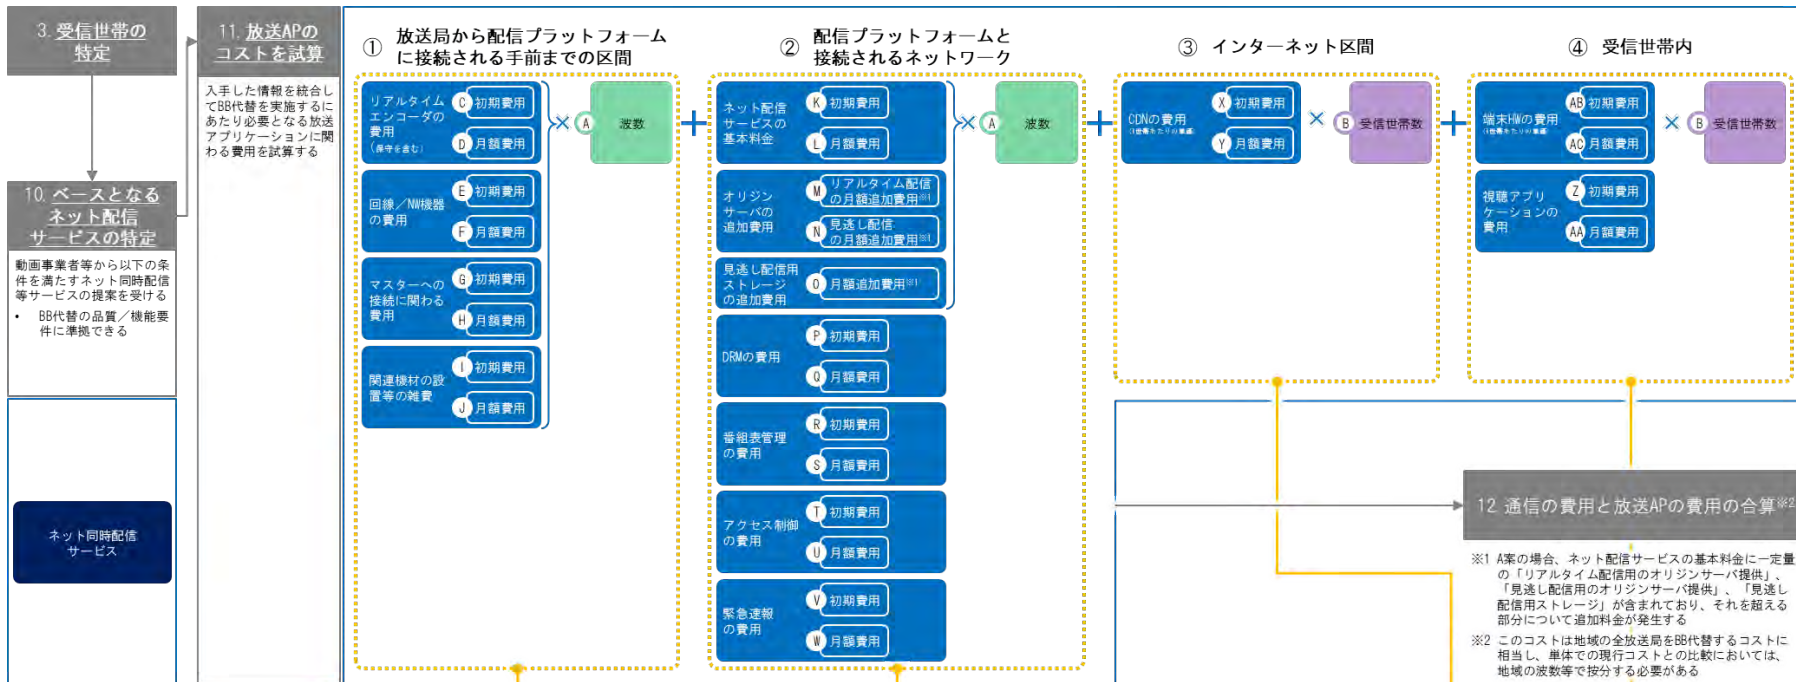 3. 受信世帯の
特定
10. ベースとなる
ネット配信
サービスの特定
動画事業者等から以下の条
件を満たすネット同時配信
等サービスの提案を受ける
• BB代替の品質／機能要
件に準拠できる
ネット同時配信
サービス
11. 放送APの
コストを試算
入手した情報を統合し
てBB代替を実施するに
あたり必要となる放送
アプリケーションに関
わる費用を試算する
① 放送局から配信プラットフォーム
に接続される手前までの区間
リアルタイム
エンコーダの
費用
(保守を含む)
C 初期費用
D 月額費用
× A 波数
回線／NW機器
の費用
E 初期費用
F 月額費用
マスターへの
接続に関わる
費用
G 初期費用
H 月額費用
関連機材の設
置等の雑費
I 初期費用
J 月額費用
+
② 配信プラットフォームと
接続されるネットワーク
ネット配信
サービスの
基本料金
K 初期費用
L 月額費用
× A 波数
オリジン
サーバの
追加費用
M リアルタイム配信
の月額追加費用※1
N 見逃し配信
の月額追加費用※1
見逃し配信用
ストレージ
の追加費用
O 月額追加費用※1
DRMの費用
P 初期費用
Q 月額費用
番組表管理
の費用
R 初期費用
S 月額費用
アクセス制御
の費用
T 初期費用
U 月額費用
緊急速報
の費用
V 初期費用
W 月額費用
+
③ インターネット区間
CDNの費用
(1世帯あたりの単価)
X 初期費用
Y 月額費用
× B 受信世帯数
+
④ 受信世帯内
端末HWの費用
(1世帯あたりの単価)
AB 初期費用
AC 月額費用
× B 受信世帯数
視聴アプリ
ケーションの
費用
Z 初期費用
AA 月額費用
12 通信の費用と放送APの費用の合算※2
※1 A案の場合、ネット配信サービスの基本料金に一定量
の「リアルタイム配信用のオリジンサーバ提供」、
「見逃し配信用のオリジンサーバ提供」、「見逃し
配信用ストレージ」が含まれており、それを超える
部分について追加料金が発生する
※2 このコストは地域の全放送局をBB代替するコストに
相当し、単体での現行コストとの比較においては、
地域の波数等で按分する必要がある